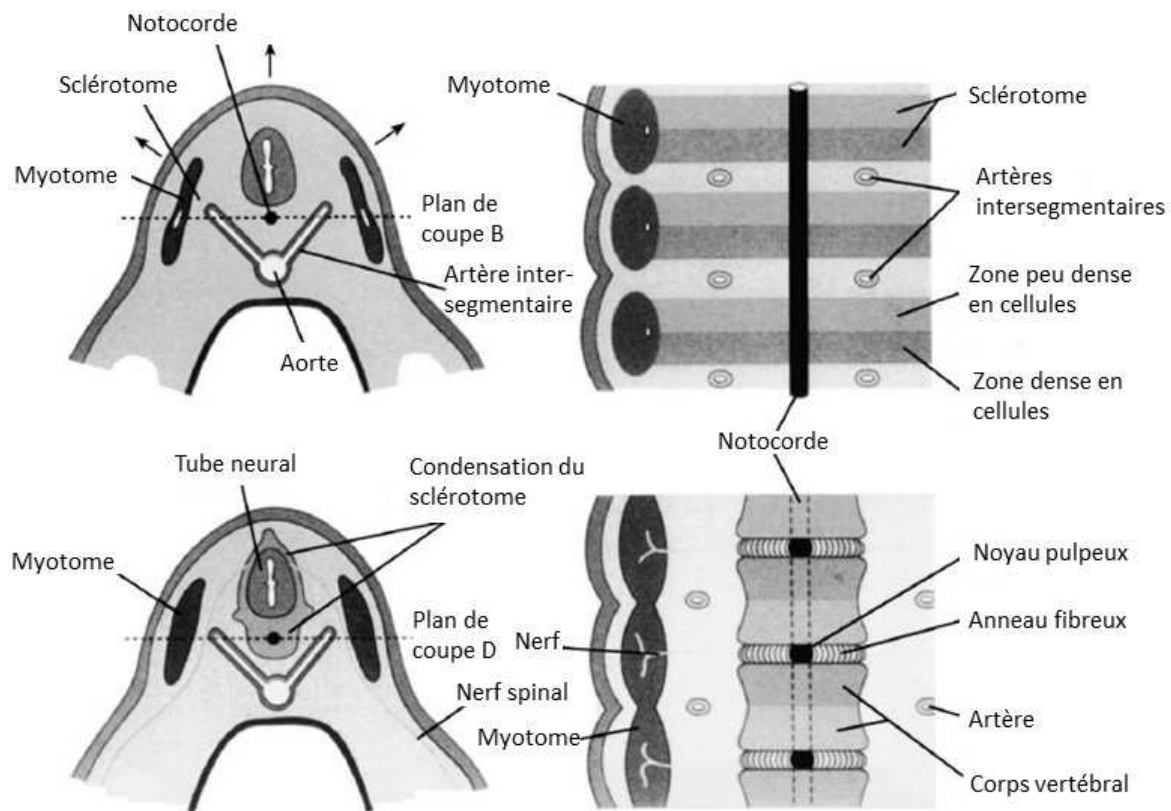 Notocorde
Sclérotome
Myotome
Plan de
coupe B
Artère inter-
segmentaire
Aorte
Myotome
Sclérotome
Artères
intersegmentaires
Zone peu dense
en cellules
Zone dense en
cellules
Notocorde
Tube neural
Condensation du
sclérotome
Myotome
Plan de
coupe D
Nerf spinal
Nerf
Myotome
Noyau pulpeux
Anneau fibreux
Artère
Corps vertébral